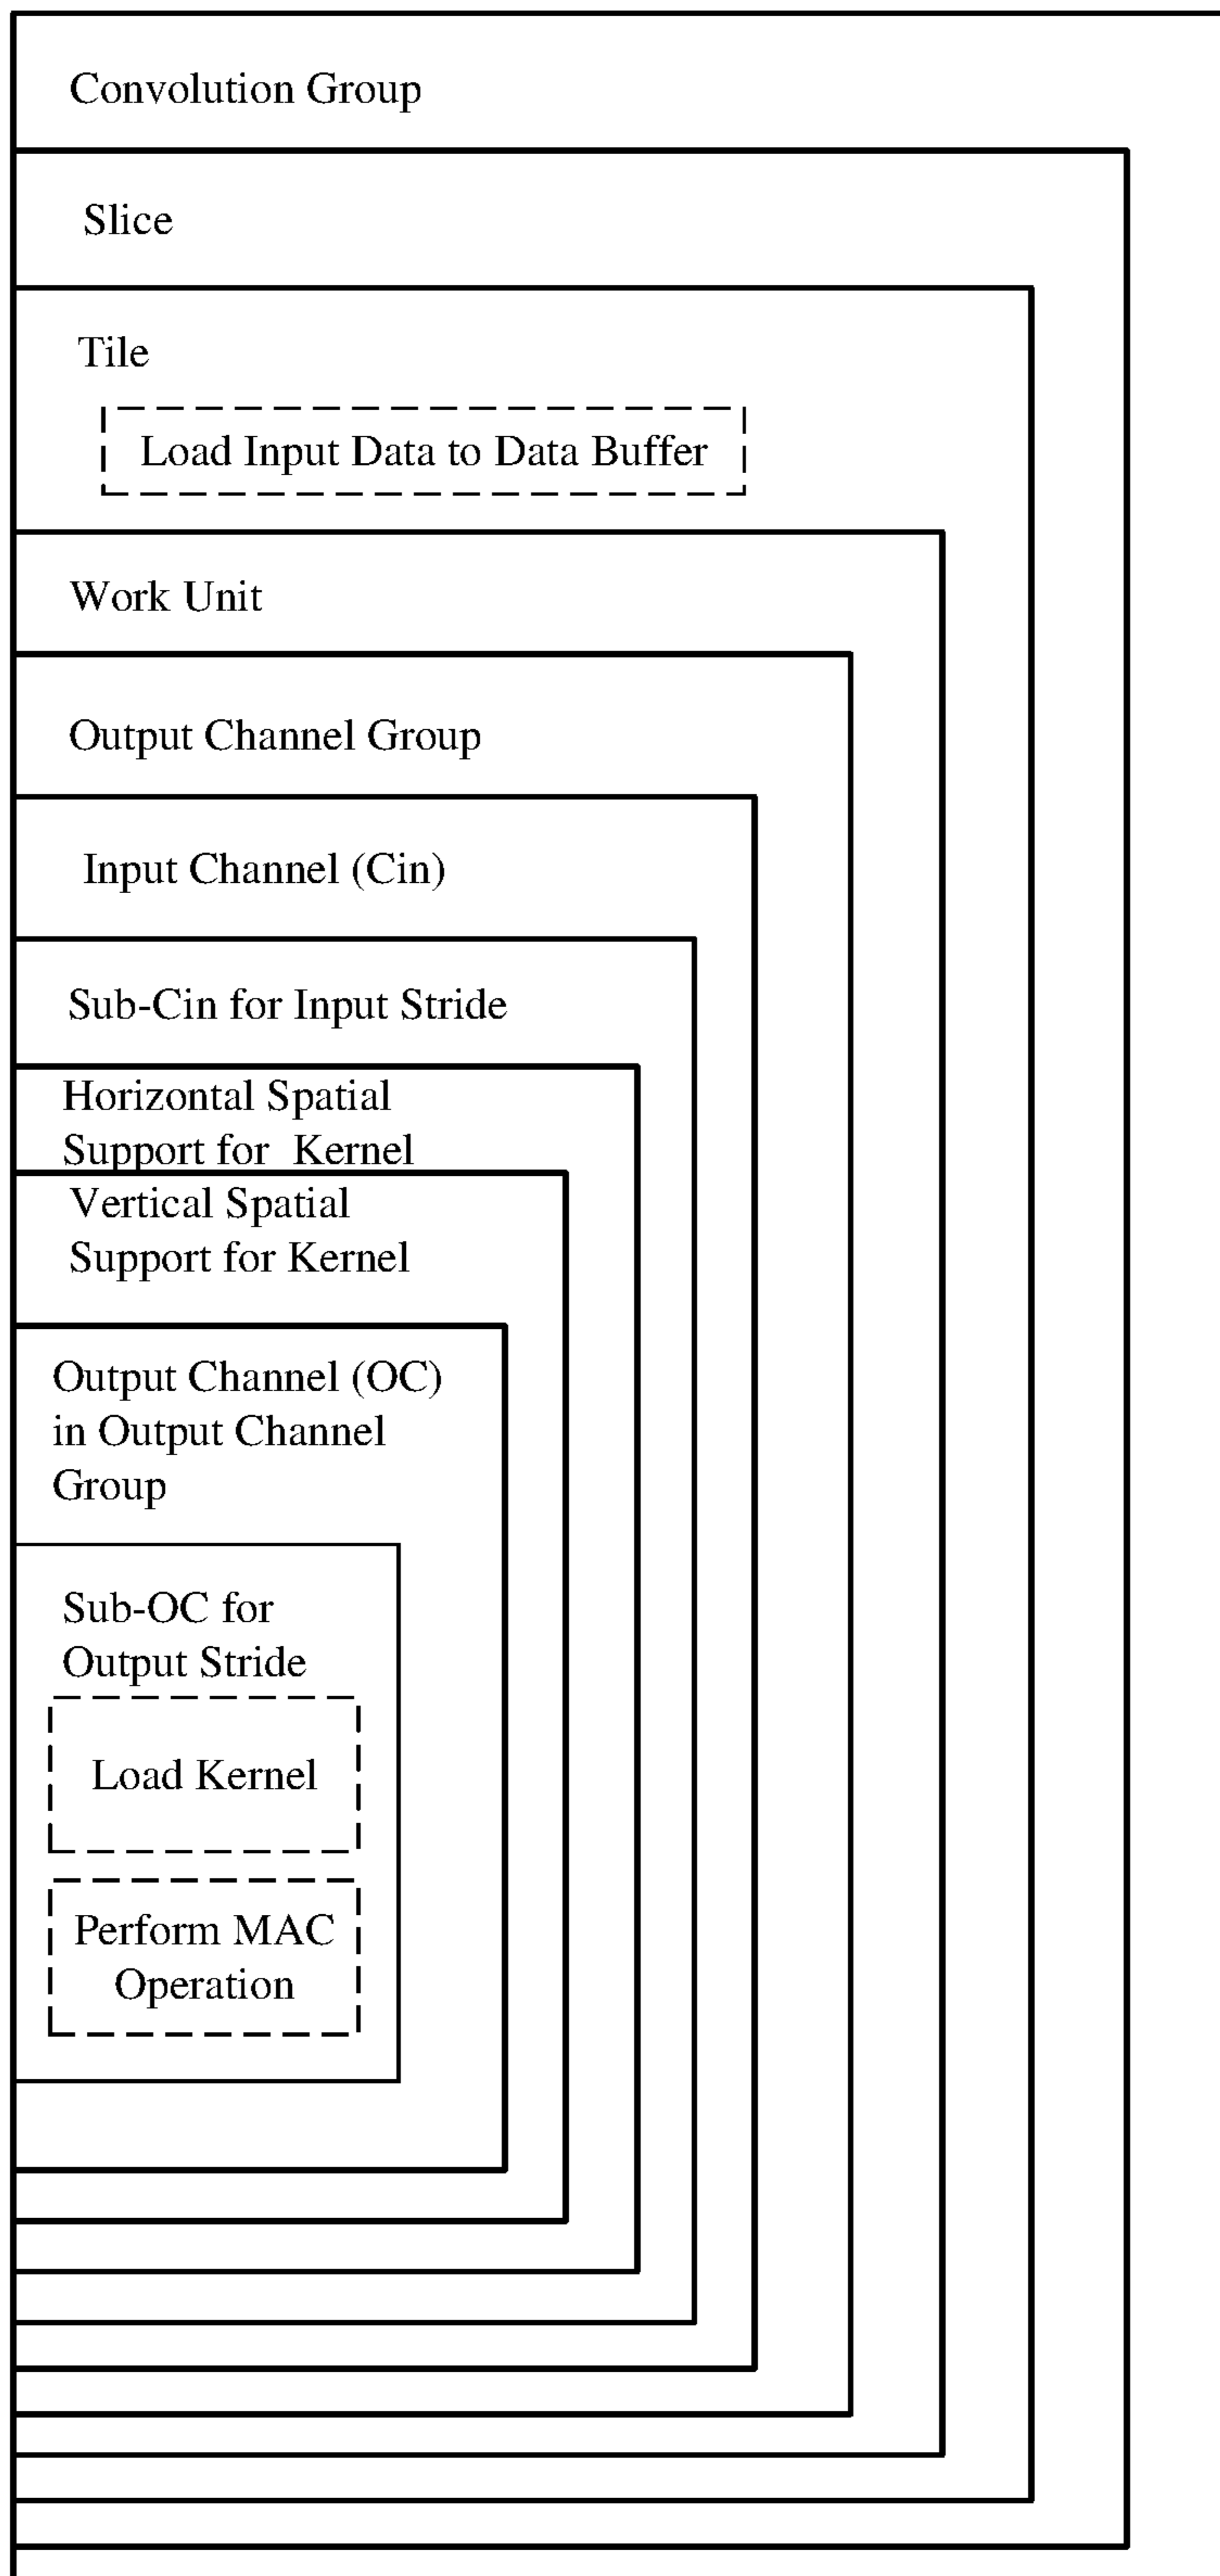 Convolution Group
Slice
Tile
Load Input Data to Data Buffer
Work Unit
Output Channel Group
Input Channel (Cin)
Sub-Cin for Input Stride
Horizontal Spatial
Support for Kernel
Vertical Spatial
Support for Kernel
Output Channel (OC)
in Output Channel
Group
Sub-OC for
Output Stride
Load Kernel
Perform MAC
Operation